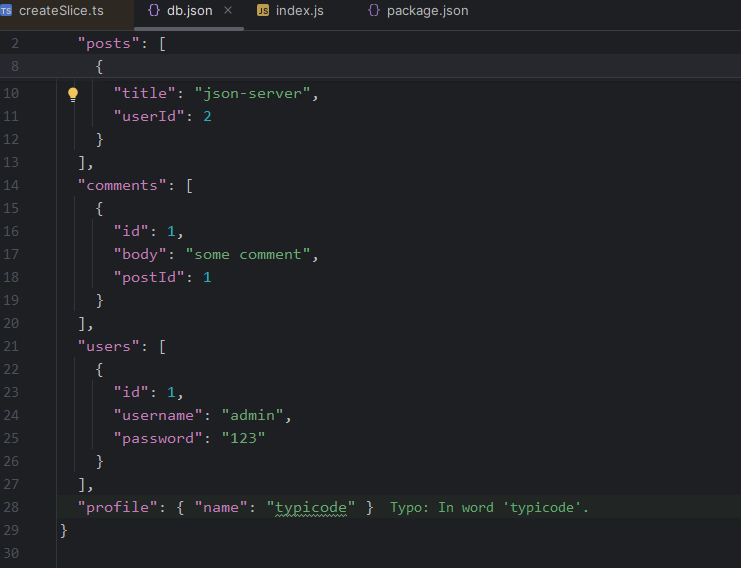 TS createSlice.ts {} db.json × JS index.js {} package.json
2 "posts": [
8 {
10 "title": "json-server",
11 "userId": 2
12 }
13 ],
14 "comments": [
15 {
16 "id": 1,
17 "body": "some comment",
18 "postId": 1
19 }
20 ],
21 "users": [
22 {
23 "id": 1,
24 "username": "admin",
25 "password": "123"
26 }
27 ],
28 "profile": { "name": "typicode" } Typo: In word 'typicode'.
29 }
30